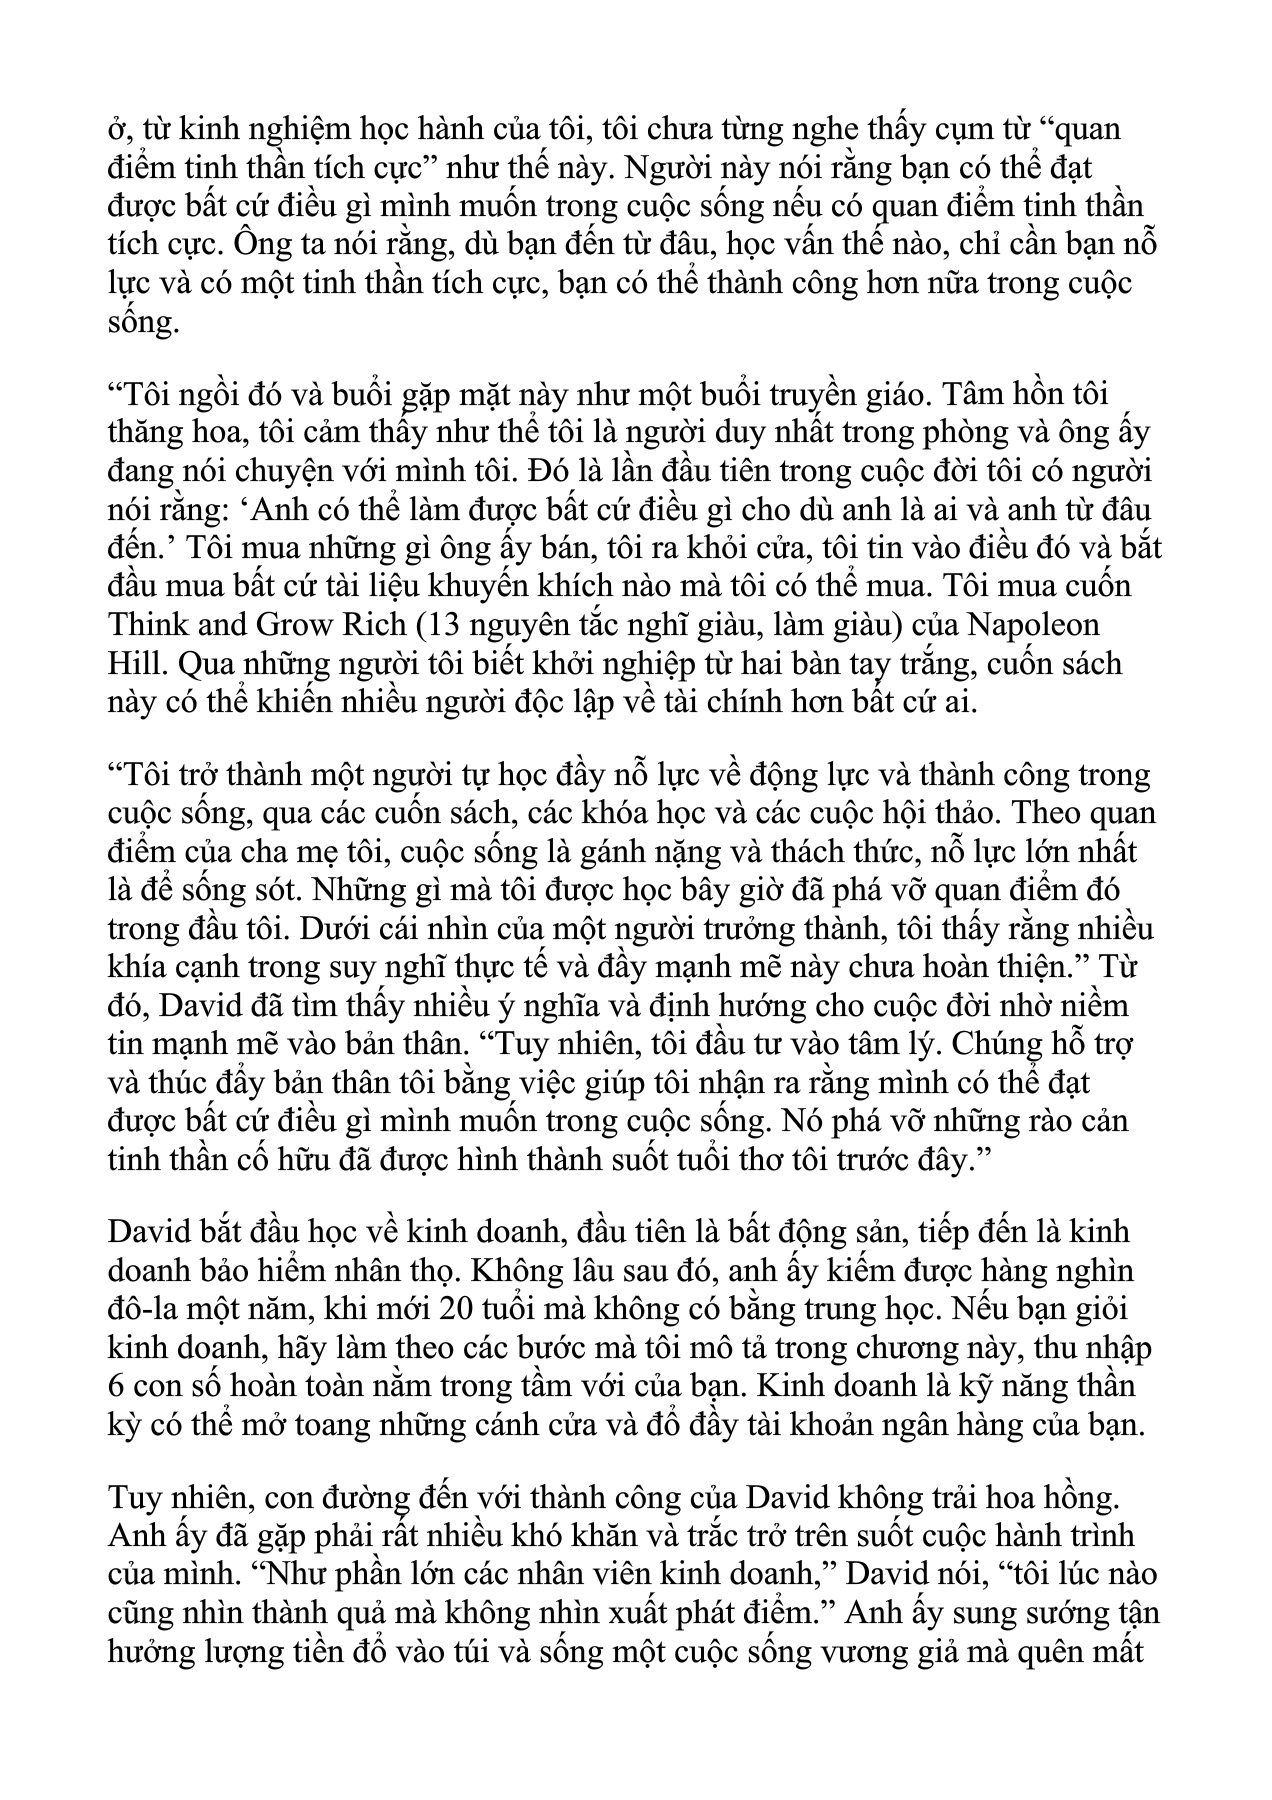 ở, từ kinh nghiệm học hành của tôi, tôi chưa từng nghe thấy cụm từ “quan
điểm tinh thần tích cực” như thế này. Người này nói rằng bạn có thể đạt
được bất cứ điều gì mình muốn trong cuộc sống nếu có quan điểm tinh thần
tích cực. Ông ta nói rằng, dù bạn đến từ đâu, học vấn thế nào, chỉ cần bạn nỗ
lực và có một tinh thần tích cực, bạn có thể thành công hơn nữa trong cuộc
sống.
“Tôi ngồi đó và buổi gặp mặt này như một buổi truyền giáo. Tâm hồn tôi
thăng hoa, tôi cảm thấy như thể tôi là người duy nhất trong phòng và ông ấy
đang nói chuyện với mình tôi. Đó là lần đầu tiên trong cuộc đời tôi có người
nói rằng: ‘Anh có thể làm được bất cứ điều gì cho dù anh là ai và anh từ đâu
đến.’ Tôi mua những gì ông ấy bán, tôi ra khỏi cửa, tôi tin vào điều đó và bắt
đầu mua bất cứ tài liệu khuyến khích nào mà tôi có thể mua. Tôi mua cuốn
Think and Grow Rich (13 nguyên tắc nghĩ giàu, làm giàu) của Napoleon
Hill. Qua những người tôi biết khởi nghiệp từ hai bàn tay trắng, cuốn sách
này có thể khiến nhiều người độc lập về tài chính hơn bất cứ ai.
“Tôi trở thành một người tự học đầy nỗ lực về động lực và thành công trong
cuộc sống, qua các cuốn sách, các khóa học và các cuộc hội thảo. Theo quan
điểm của cha mẹ tôi, cuộc sống là gánh nặng và thách thức, nỗ lực lớn nhất
là để sống sót. Những gì mà tôi được học bây giờ đã phá vỡ quan điểm đó
trong đầu tôi. Dưới cái nhìn của một người trưởng thành, tôi thấy rằng nhiều
khía cạnh trong suy nghĩ thực tế và đầy mạnh mẽ này chưa hoàn thiện.” Từ
đó, David đã tìm thấy nhiều ý nghĩa và định hướng cho cuộc đời nhờ niềm
tin mạnh mẽ vào bản thân. “Tuy nhiên, tôi đầu tư vào tâm lý. Chúng hỗ trợ
và thúc đẩy bản thân tôi bằng việc giúp tôi nhận ra rằng mình có thể đạt
được bất cứ điều gì mình muốn trong cuộc sống. Nó phá vỡ những rào cản
tinh thần cố hữu đã được hình thành suốt tuổi thơ tôi trước đây.”
David bắt đầu học về kinh doanh, đầu tiên là bất động sản, tiếp đến là kinh
doanh bảo hiểm nhân thọ. Không lâu sau đó, anh ấy kiếm được hàng nghìn
đô-la một năm, khi mới 20 tuổi mà không có bằng trung học. Nếu bạn giỏi
kinh doanh, hãy làm theo các bước mà tôi mô tả trong chương này, thu nhập
6 con số hoàn toàn nằm trong tầm với của bạn. Kinh doanh là kỹ năng thần
kỳ có thể mở toang những cánh cửa và đổ đầy tài khoản ngân hàng của bạn.
Tuy nhiên, con đường đến với thành công của David không trải hoa hồng.
Anh ấy đã gặp phải rất nhiều khó khăn và trắc trở trên suốt cuộc hành trình
của mình. “Như phần lớn các nhân viên kinh doanh,” David nói, “tôi lúc nào
cũng nhìn thành quả mà không nhìn xuất phát điểm.” Anh ấy sung sướng tận
hưởng lượng tiền đổ vào túi và sống một cuộc sống vương giả mà quên mất